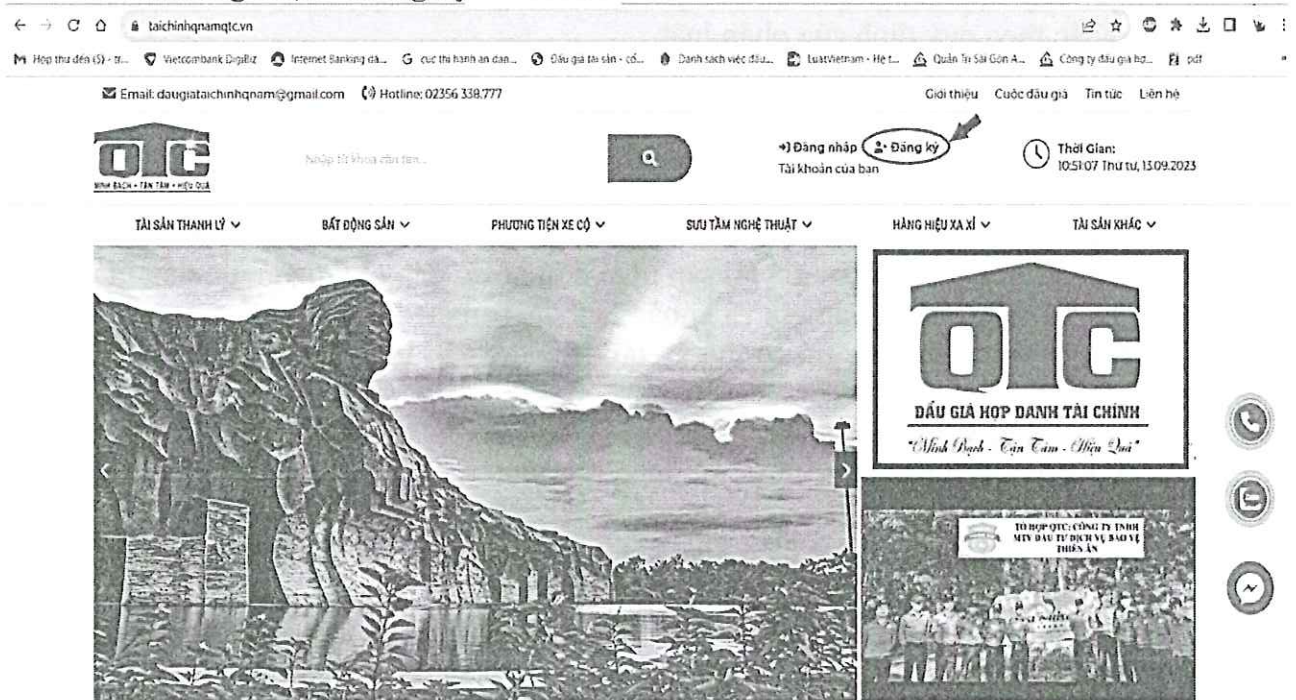 taichinhqnamqtc.vn
Hộp thư đến (5) - tr... Vietcombank DigiBiz Internet Banking dà... cục thi hành an dan... Đấu giá tài sản - cổ... Danh sách việc đấu... LuatVietnam - Hệ t... Quản Trị Sài Gòn A... Công ty đấu giá hợ... pdf
Email: daugiataichinhqnam@gmail.com Hotline: 02356 338.777 Giới thiệu Cuộc đấu giá Tin tức Liên hệ
QTC
MINH BẠCH - TẬN TÂM - HIỆU QUẢ
Nhập từ khóa cần tìm...
Đăng nhập Đăng ký
Tài khoản của bạn
Thời Gian:
10:51:07 Thứ tư, 13.09.2023
TÀI SẢN THANH LÝ BẤT ĐỘNG SẢN PHƯƠNG TIỆN XE CỘ SƯU TẦM NGHỆ THUẬT HÀNG HIỆU XA XỈ TÀI SẢN KHÁC
QTC
ĐẤU GIÁ HỢP DANH TÀI CHÍNH
"Minh Bạch - Tận Tâm - Hiệu Quả"
TỔ HỢP QTC: CÔNG TY TNHH
MTV ĐẦU TƯ DỊCH VỤ BẢO VỆ
THIÊN ÂN